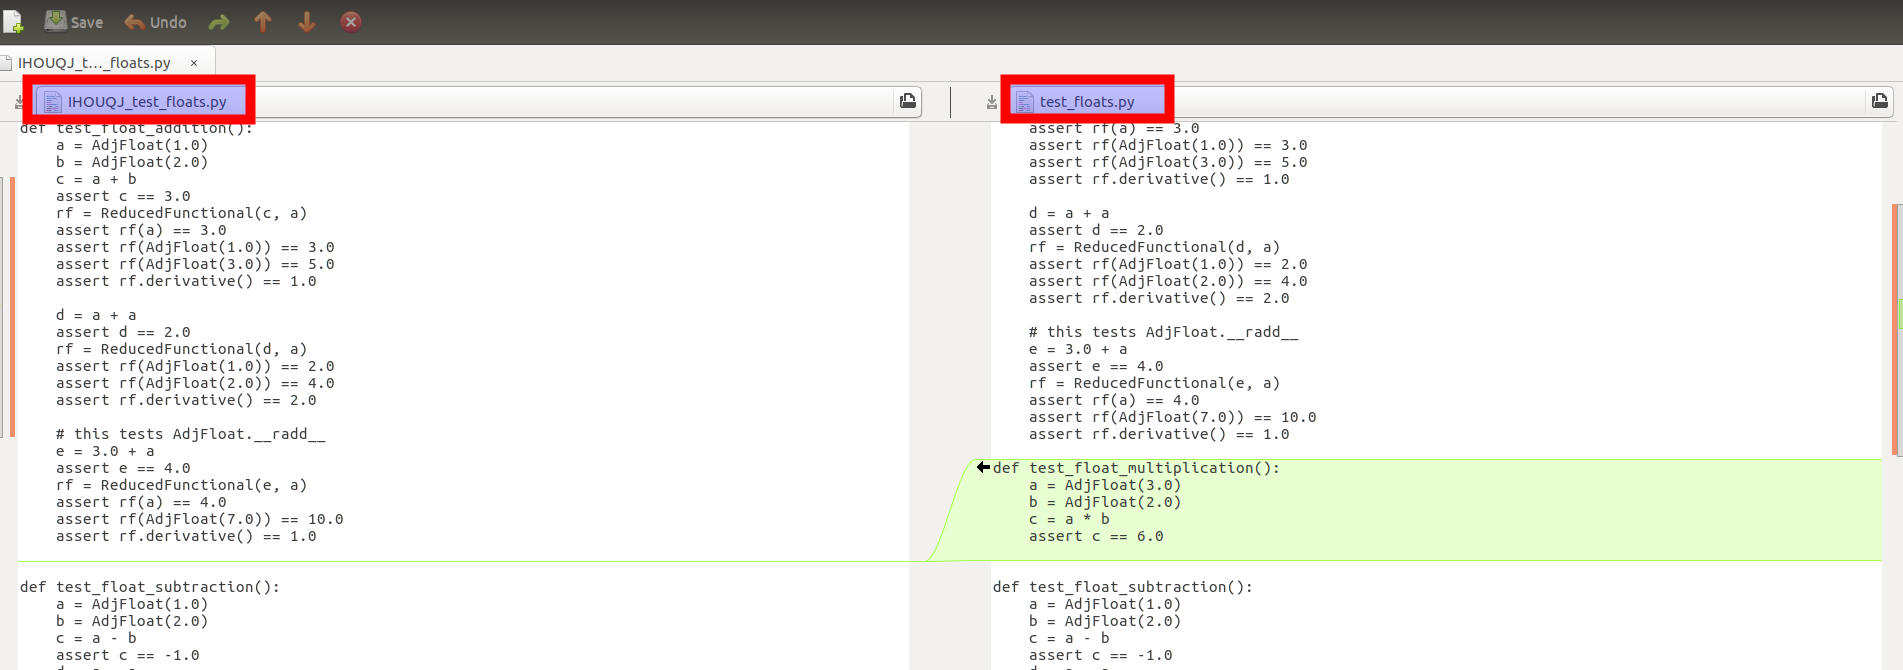 Save Undo
IHOUQJ_t…_floats.py ×
IHOUQJ_test_floats.py
test_floats.py
def test_float_addition():
    a = AdjFloat(1.0)
    b = AdjFloat(2.0)
    c = a + b
    assert c == 3.0
    rf = ReducedFunctional(c, a)
    assert rf(a) == 3.0
    assert rf(AdjFloat(1.0)) == 3.0
    assert rf(AdjFloat(3.0)) == 5.0
    assert rf.derivative() == 1.0
    d = a + a
    assert d == 2.0
    rf = ReducedFunctional(d, a)
    assert rf(AdjFloat(1.0)) == 2.0
    assert rf(AdjFloat(2.0)) == 4.0
    assert rf.derivative() == 2.0
    # this tests AdjFloat.__radd__
    e = 3.0 + a
    assert e == 4.0
    rf = ReducedFunctional(e, a)
    assert rf(a) == 4.0
    assert rf(AdjFloat(7.0)) == 10.0
    assert rf.derivative() == 1.0
def test_float_subtraction():
    a = AdjFloat(1.0)
    b = AdjFloat(2.0)
    c = a - b
    assert c == -1.0
    assert rf(a) == 3.0
    assert rf(AdjFloat(1.0)) == 3.0
    assert rf(AdjFloat(3.0)) == 5.0
    assert rf.derivative() == 1.0
    d = a + a
    assert d == 2.0
    rf = ReducedFunctional(d, a)
    assert rf(AdjFloat(1.0)) == 2.0
    assert rf(AdjFloat(2.0)) == 4.0
    assert rf.derivative() == 2.0
    # this tests AdjFloat.__radd__
    e = 3.0 + a
    assert e == 4.0
    rf = ReducedFunctional(e, a)
    assert rf(a) == 4.0
    assert rf(AdjFloat(7.0)) == 10.0
    assert rf.derivative() == 1.0
def test_float_multiplication():
    a = AdjFloat(3.0)
    b = AdjFloat(2.0)
    c = a * b
    assert c == 6.0
def test_float_subtraction():
    a = AdjFloat(1.0)
    b = AdjFloat(2.0)
    c = a - b
    assert c == -1.0